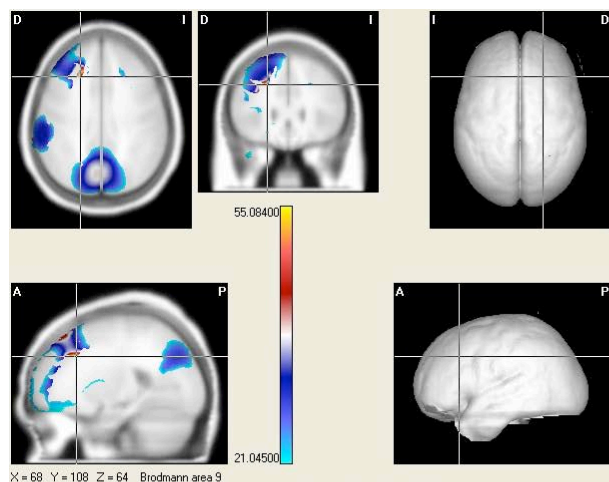 D I
I D
55.08400
21.04500
A P
A P
X = 68 Y = 108 Z = 64 Brodmann area 9